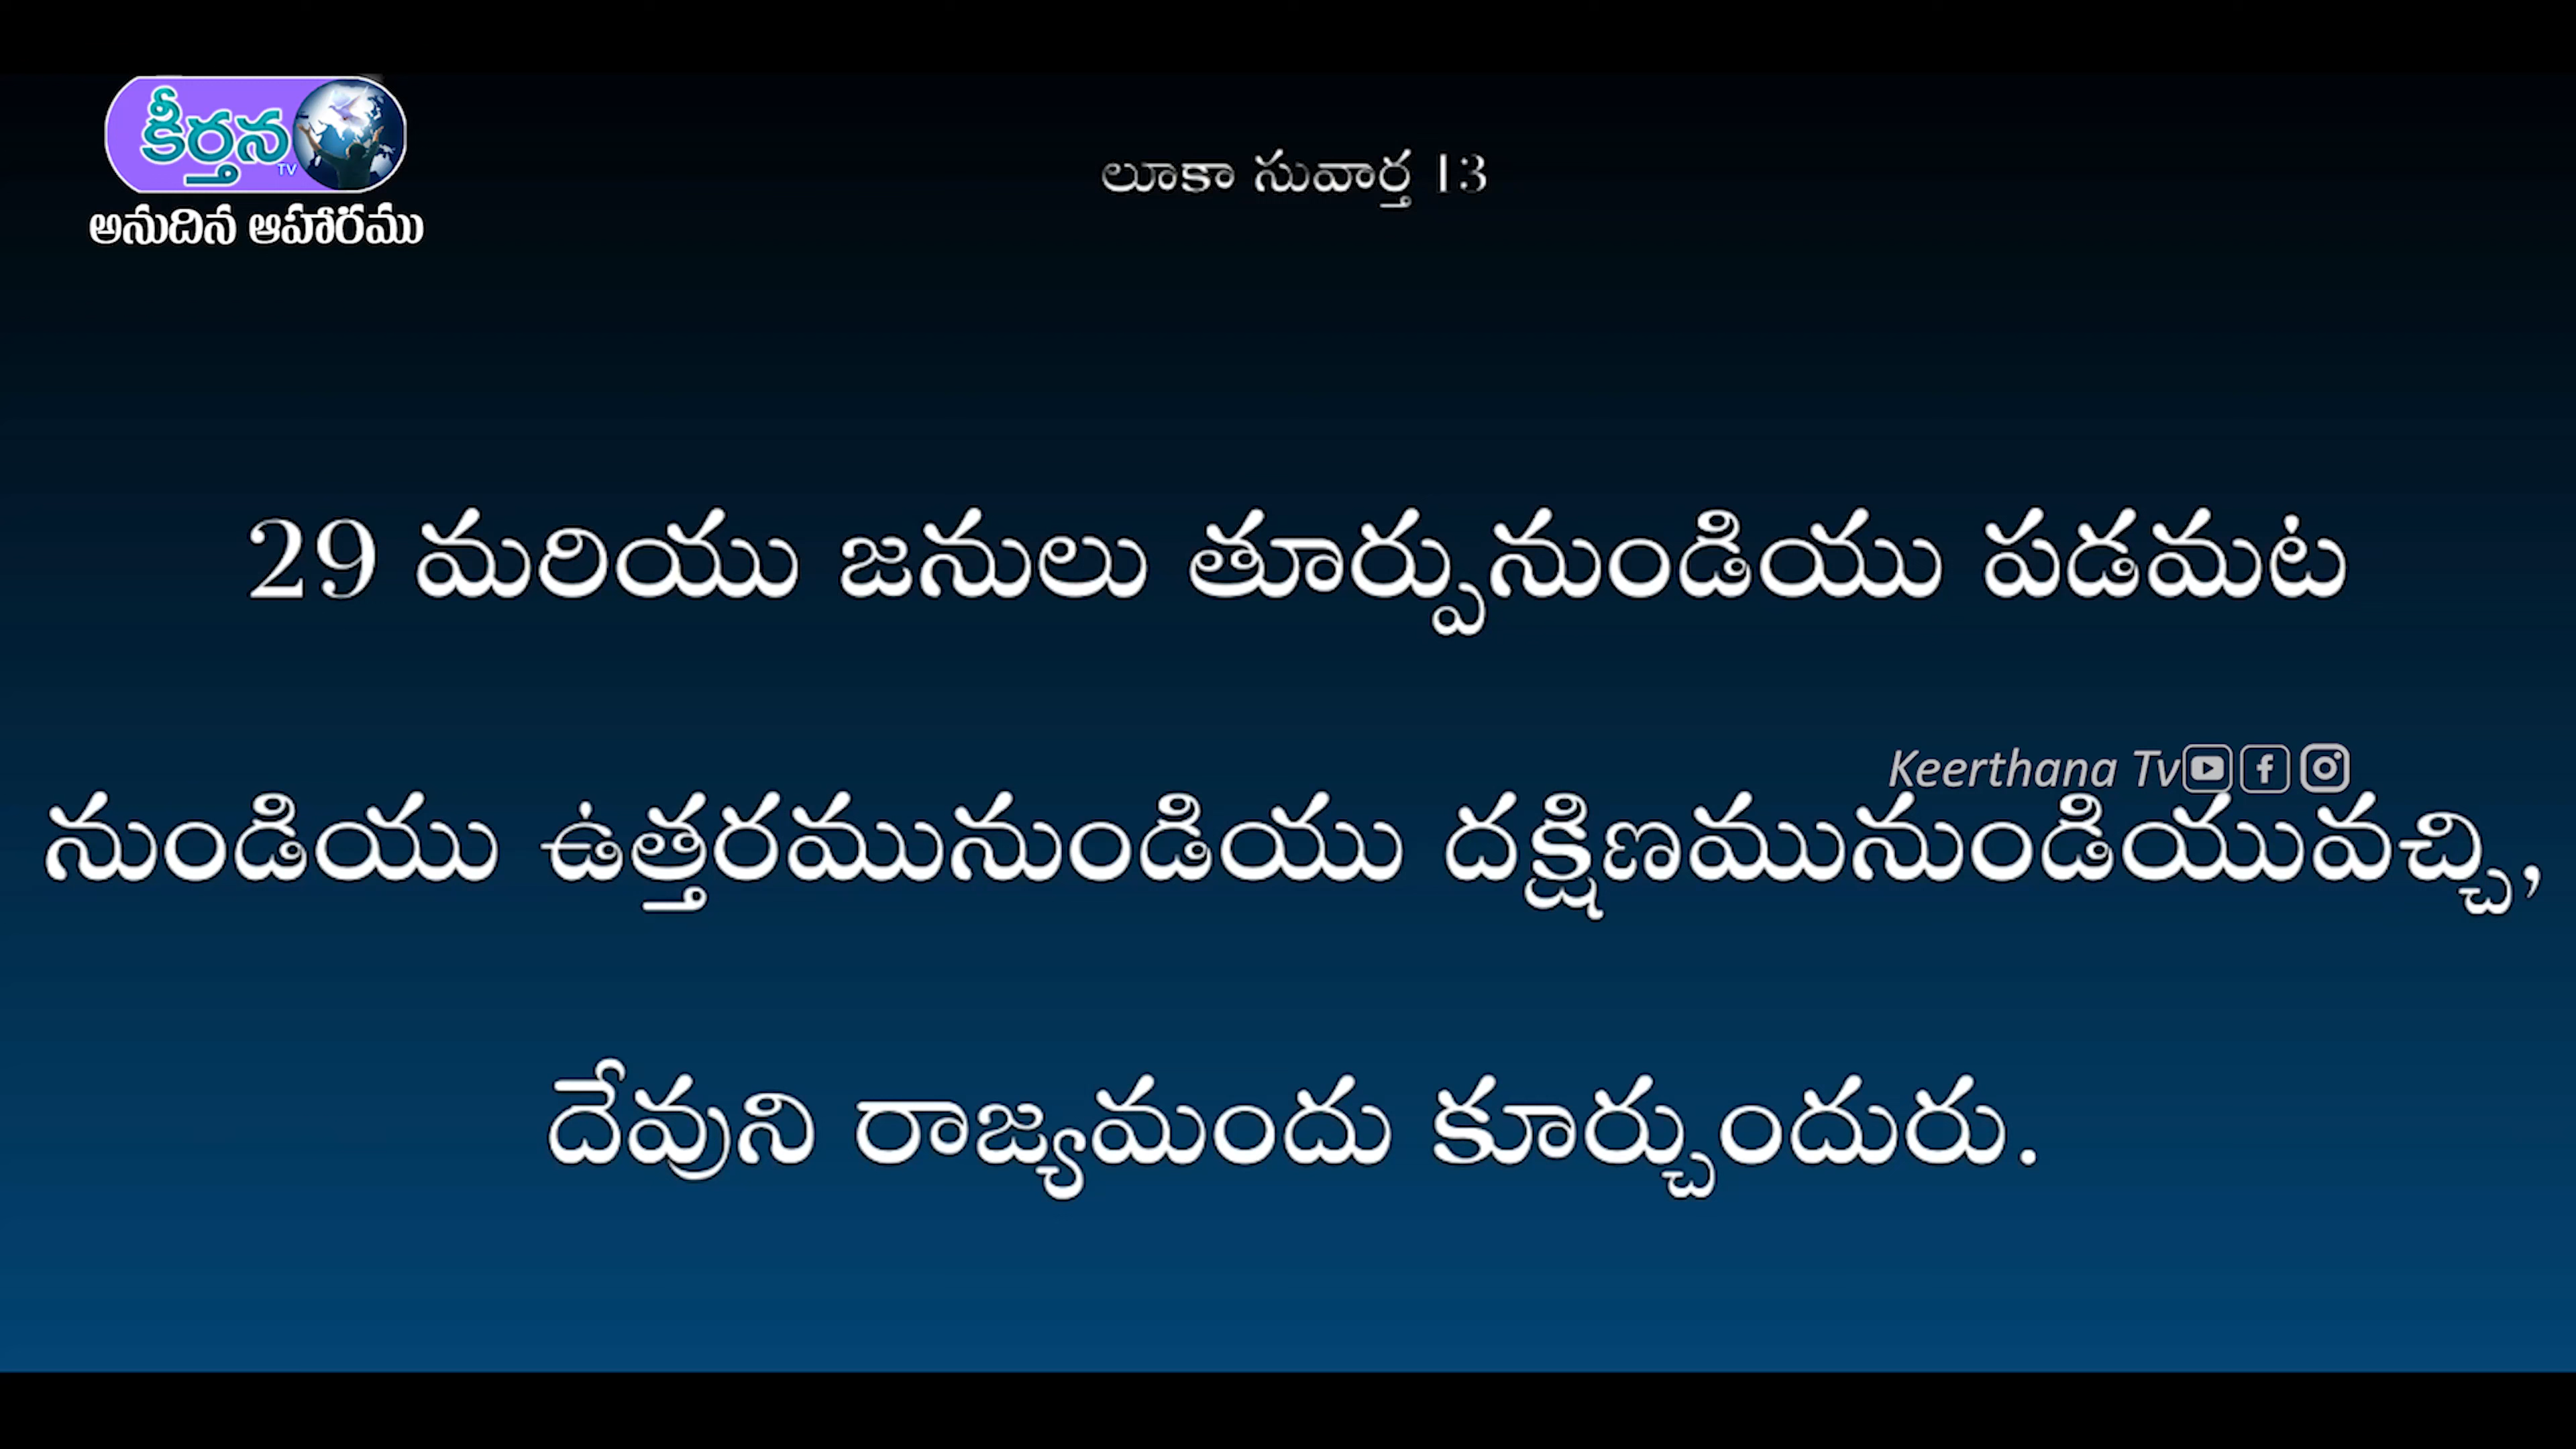 కీర్తన
TV
అనుదిన ఆహారము
లూకా సువార్త 13
29 మరియు జనులు తూర్పునుండియు పడమట
Keerthana Tv
నుండియు ఉత్తరమునుండియు దక్షిణమునుండియువచ్చి,
దేవుని రాజ్యమందు కూర్చుందురు.